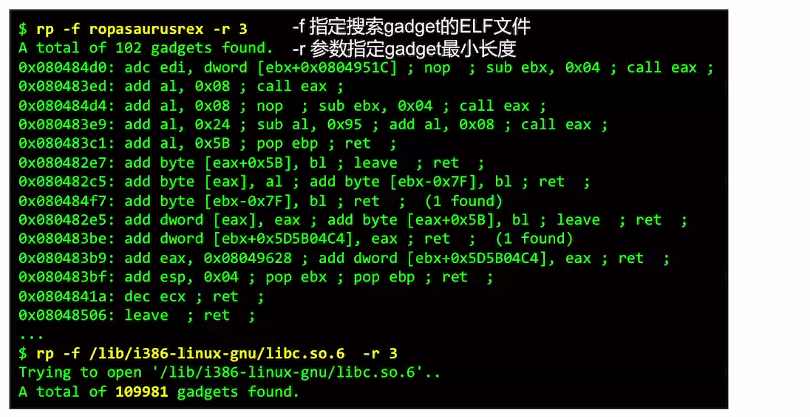 $ rp -f ropasaurusrex -r 3 -f 指定搜索gadget的ELF文件
A total of 102 gadgets found. -r 参数指定gadget最小长度
0x080484d0: adc edi, dword [ebx+0x0804951C] ; nop  ; sub ebx, 0x04 ; call eax ;
0x080483ed: add al, 0x08 ; call eax ;
0x080484d4: add al, 0x08 ; nop  ; sub ebx, 0x04 ; call eax ;
0x080483e9: add al, 0x24 ; sub al, 0x95 ; add al, 0x08 ; call eax ;
0x080483c1: add al, 0x5B ; pop ebp ; ret  ;
0x080482e7: add byte [eax+0x5B], bl ; leave  ; ret  ;
0x080482c5: add byte [eax], al ; add byte [ebx-0x7F], bl ; ret  ;
0x080484f7: add byte [ebx-0x7F], bl ; ret  ;  (1 found)
0x080482e5: add dword [eax], eax ; add byte [eax+0x5B], bl ; leave  ; ret  ;
0x080483be: add dword [ebx+0x5D5B04C4], eax ; ret  ;  (1 found)
0x080483b9: add eax, 0x08049628 ; add dword [ebx+0x5D5B04C4], eax ; ret  ;
0x080483bf: add esp, 0x04 ; pop ebx ; pop ebp ; ret  ;
0x0804841a: dec ecx ; ret  ;
0x08048506: leave  ; ret  ;
...
$ rp -f /lib/i386-linux-gnu/libc.so.6  -r 3
Trying to open '/lib/i386-linux-gnu/libc.so.6'..
A total of 109981 gadgets found.